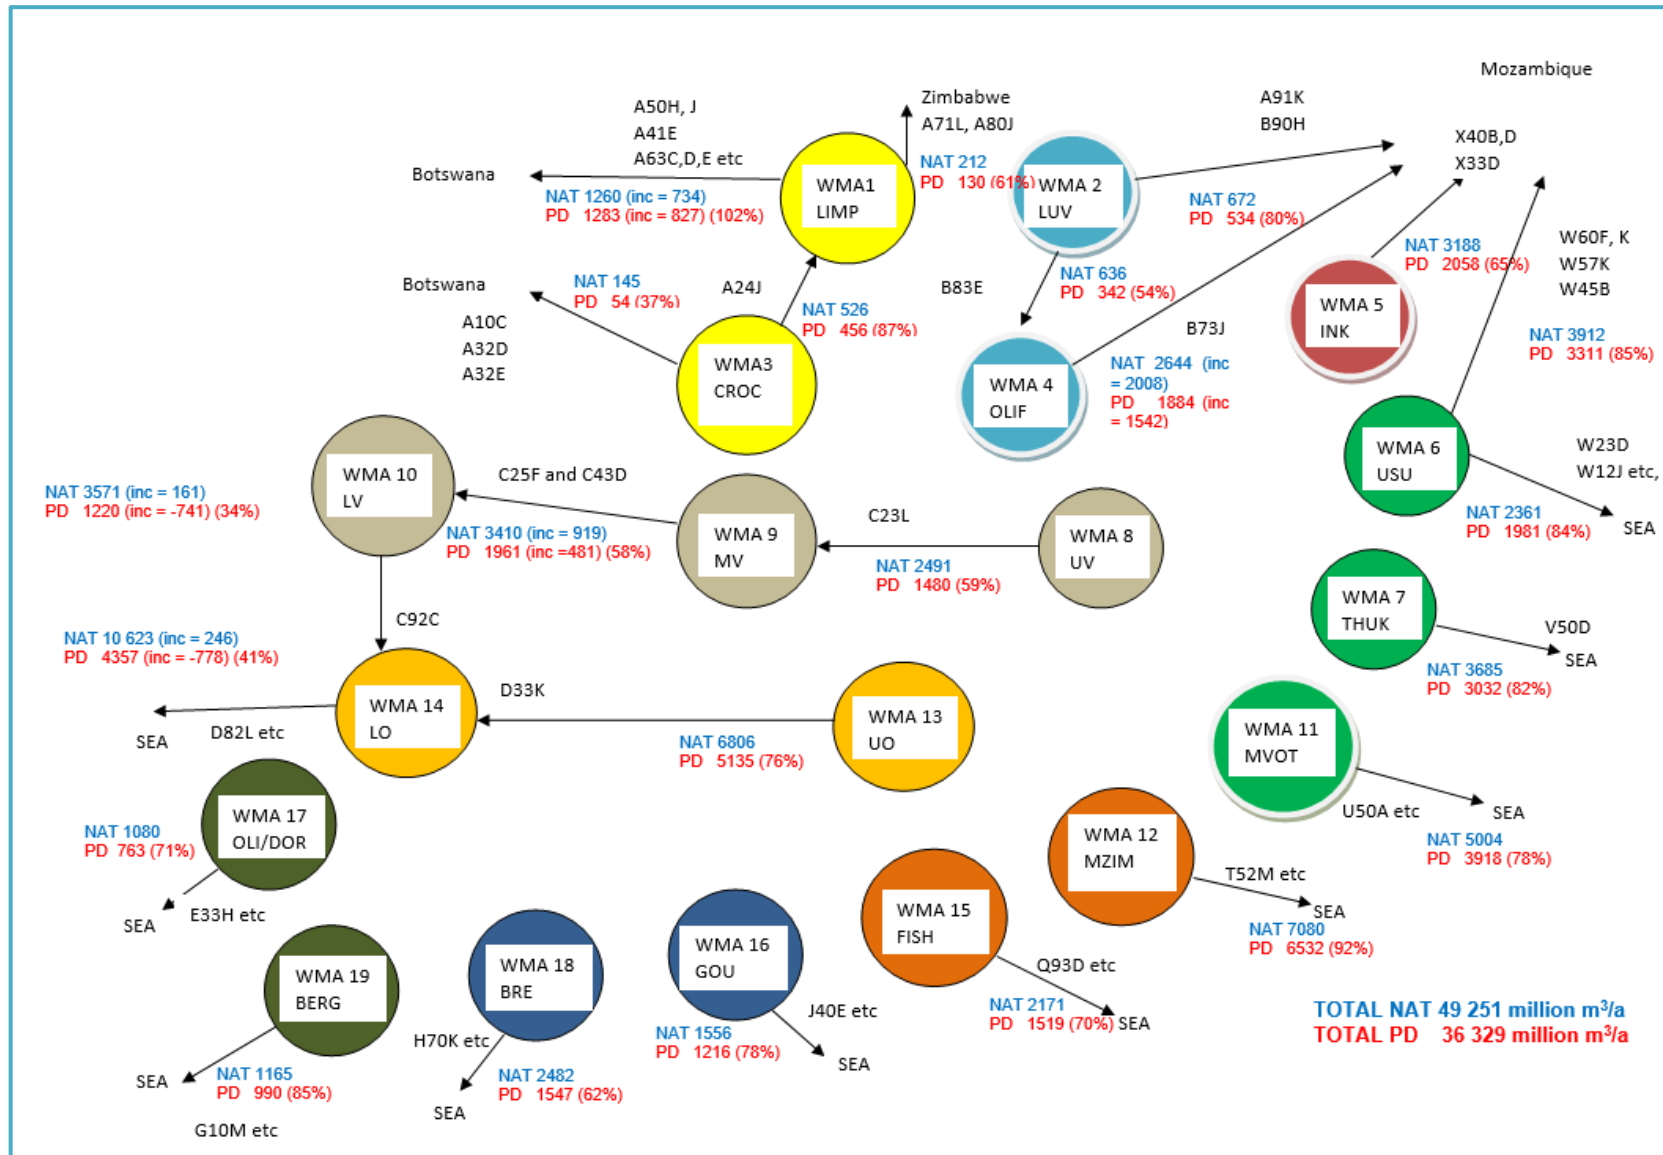 Mozambique
A50H, J
A41E
A63C,D,E etc
Zimbabwe
A71L, A80J
A91K
B90H
X40B,D
X33D
Botswana
NAT 1260 (inc = 734)
PD 1283 (inc = 827) (102%)
WMA1
LIMP
NAT 212
PD 130 (61%)
WMA 2
LUV
NAT 672
PD 534 (80%)
W60F, K
W57K
W45B
NAT 3188
PD 2058 (65%)
Botswana
NAT 145
PD 54 (37%)
A24J
NAT 526
PD 456 (87%)
B83E
NAT 636
PD 342 (54%)
WMA 5
INK
NAT 3912
PD 3311 (85%)
A10C
A32D
A32E
WMA3
CROC
WMA 4
OLIF
B73J
NAT 2644 (inc
= 2008)
PD 1884 (inc
= 1542)
WMA 6
USU
W23D
W12J etc,
NAT 2361
PD 1981 (84%)
SEA
NAT 3571 (inc = 161)
PD 1220 (inc = -741) (34%)
WMA 10
LV
C25F and C43D
NAT 3410 (inc = 919)
PD 1961 (inc =481) (58%)
WMA 9
MV
C23L
NAT 2491
PD 1480 (59%)
WMA 8
UV
WMA 7
THUK
V50D
SEA
NAT 3685
PD 3032 (82%)
C92C
NAT 10 623 (inc = 246)
PD 4357 (inc = -778) (41%)
SEA
D82L etc
WMA 14
LO
D33K
NAT 6806
PD 5135 (76%)
WMA 13
UO
WMA 11
MVOT
U50A etc
SEA
NAT 5004
PD 3918 (78%)
WMA 17
OLI/DOR
NAT 1080
PD 763 (71%)
SEA
E33H etc
WMA 12
MZIM
T52M etc
SEA
NAT 7080
PD 6532 (92%)
WMA 15
FISH
Q93D etc
NAT 2171
PD 1519 (70%)
SEA
WMA 16
GOU
J40E etc
NAT 1556
PD 1216 (78%)
SEA
WMA 18
BRE
H70K etc
NAT 2482
PD 1547 (62%)
SEA
WMA 19
BERG
SEA
NAT 1165
PD 990 (85%)
G10M etc
TOTAL NAT 49 251 million m³/a
TOTAL PD 36 329 million m³/a